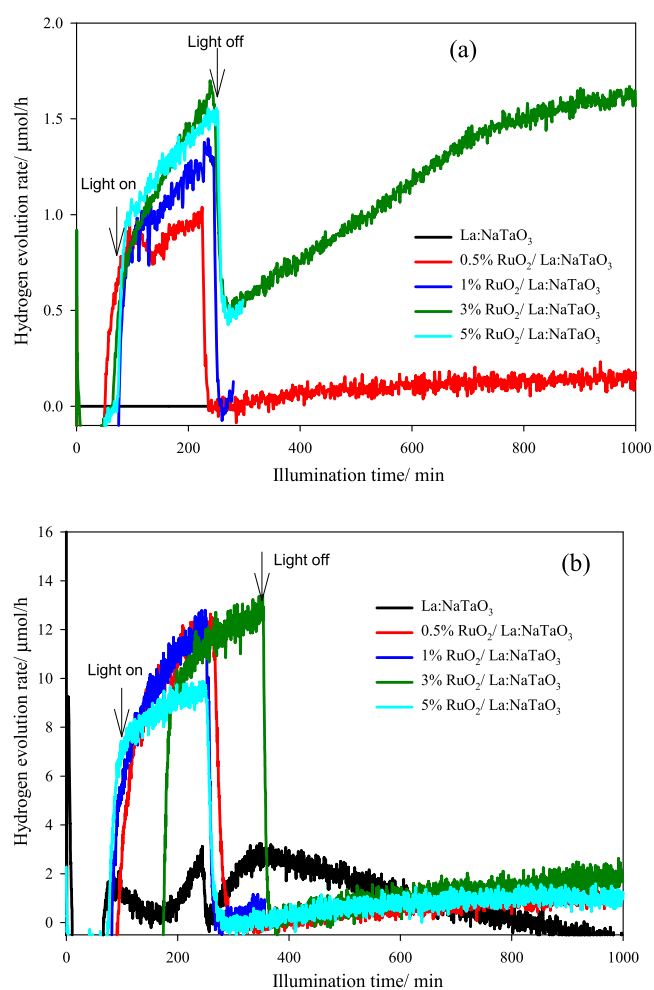 (a)
Light off
Light on
Hydrogen evolution rate/ µmol/h
2.0
1.5
1.0
0.5
0.0
La:NaTaO₃
0.5% RuO₂/ La:NaTaO₃
1% RuO₂/ La:NaTaO₃
3% RuO₂/ La:NaTaO₃
5% RuO₂/ La:NaTaO₃
0 200 400 600 800 1000
Illumination time/ min
(b)
Light off
Light on
Hydrogen evolution rate/ µmol/h
16
14
12
10
8
6
4
2
0
La:NaTaO₃
0.5% RuO₂/ La:NaTaO₃
1% RuO₂/ La:NaTaO₃
3% RuO₂/ La:NaTaO₃
5% RuO₂/ La:NaTaO₃
0 200 400 600 800 1000
Illumination time/ min